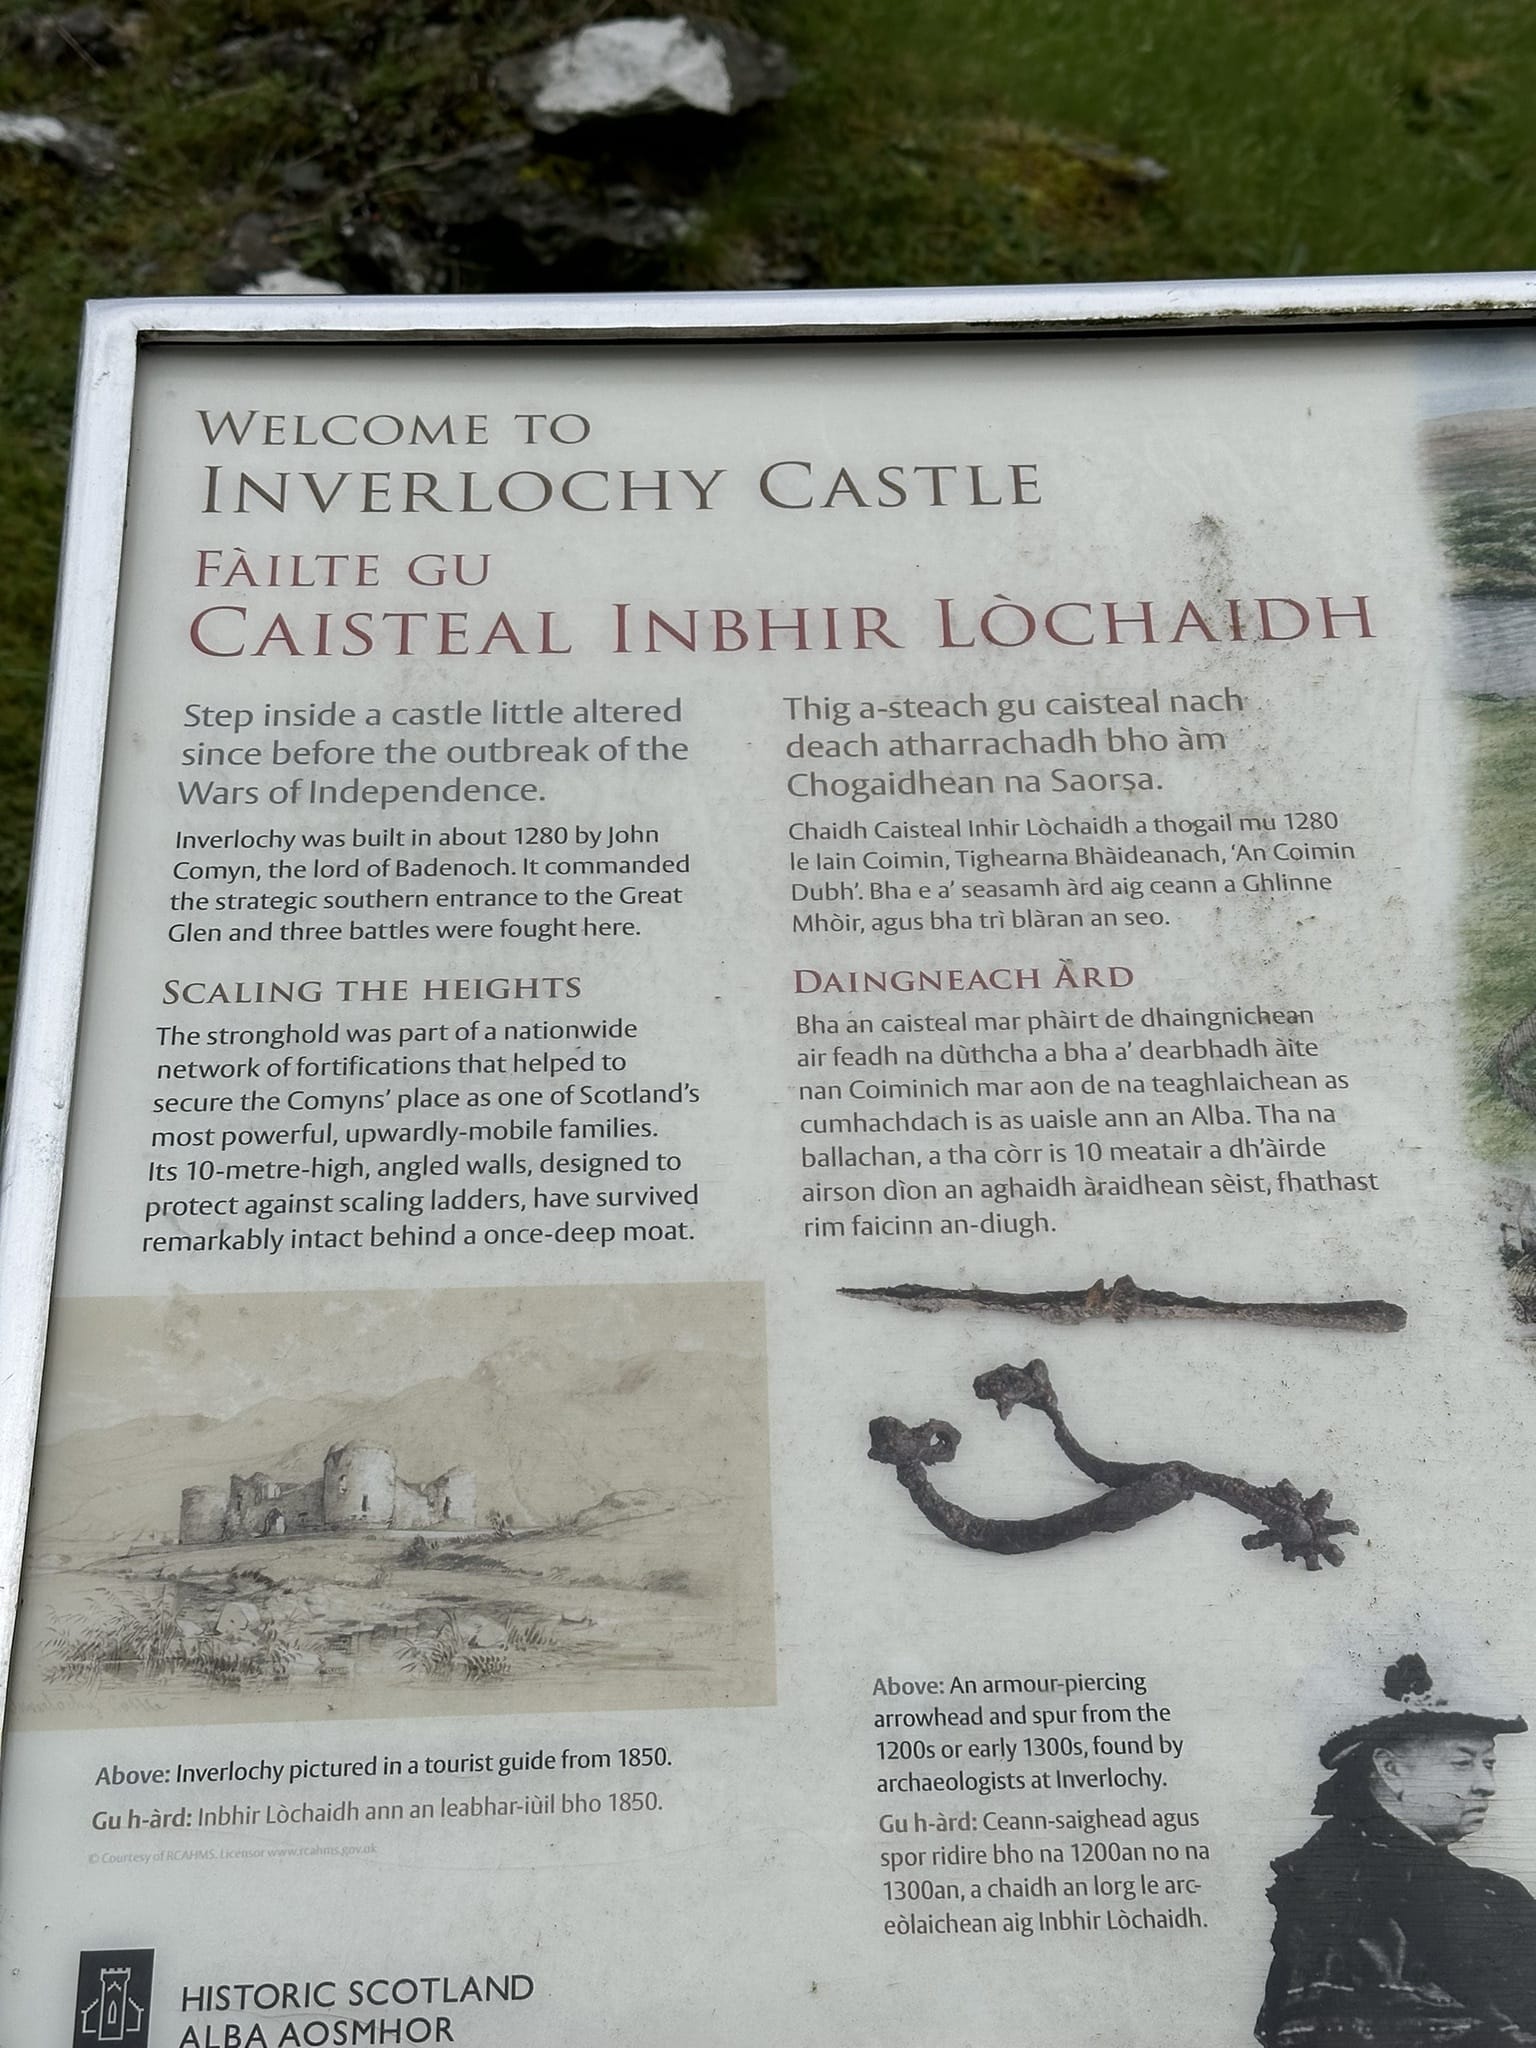 WELCOME TO
INVERLOCHY CASTLE
FÀILTE GU
CAISTEAL INBHIR LÒCHAIDH
Step inside a castle little altered
since before the outbreak of the
Wars of Independence.
Inverlochy was built in about 1280 by John
Comyn, the lord of Badenoch. It commanded
the strategic southern entrance to the Great
Glen and three battles were fought here.
SCALING THE HEIGHTS
The stronghold was part of a nationwide
network of fortifications that helped to
secure the Comyns' place as one of Scotland's
most powerful, upwardly-mobile families.
Its 10-metre-high, angled walls, designed to
protect against scaling ladders, have survived
remarkably intact behind a once-deep moat.
Thig a-steach gu caisteal nach
deach atharrachadh bho àm
Chogaidhean na Saorsa.
Chaidh Caisteal Inhir Lòchaidh a thogail mu 1280
le Iain Coimin, Tighearna Bhàideanach, 'An Coimin
Dubh'. Bha e a' seasamh àrd aig ceann a Ghlinne
Mhòir, agus bha trì blàran an seo.
DAINGNEACH ÀRD
Bha an caisteal mar phàirt de dhaingnichean
air feadh na dùthcha a bha a' dearbhadh àite
nan Coiminich mar aon de na teaghlaichean as
cumhachdach is as uaisle ann an Alba. Tha na
ballachan, a tha còrr is 10 meatair a dh'àirde
airson dìon an aghaidh àraidhean sèist, fhathast
rim faicinn an-diugh.
Above: Inverlochy pictured in a tourist guide from 1850.
Gu h-àrd: Inbhir Lòchaidh ann an leabhar-iùil bho 1850.
© Courtesy of RCAHMS. Licensor www.rcahms.gov.uk
Above: An armour-piercing
arrowhead and spur from the
1200s or early 1300s, found by
archaeologists at Inverlochy.
Gu h-àrd: Ceann-saighead agus
spor ridire bho na 1200an no na
1300an, a chaidh an lorg le arc-
eòlaichean aig Inbhir Lòchaidh.
HISTORIC SCOTLAND
ALBA AOSMHOR